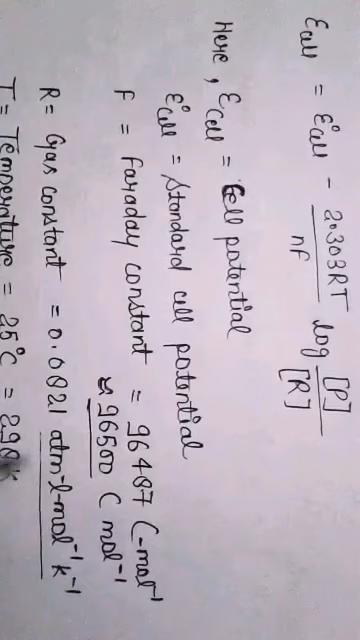 Ecell = E°cell - 2.303RT/nF log [P]/[R]
Here, Ecell = Cell potential
E°cell = Standard cell potential
F = Faraday constant = 96487 C-mol⁻¹
≈ 96500 C mol⁻¹
R = Gas constant = 0.0821 atm-l-mol⁻¹ k⁻¹
T = Temperature = 25°C = 298 k